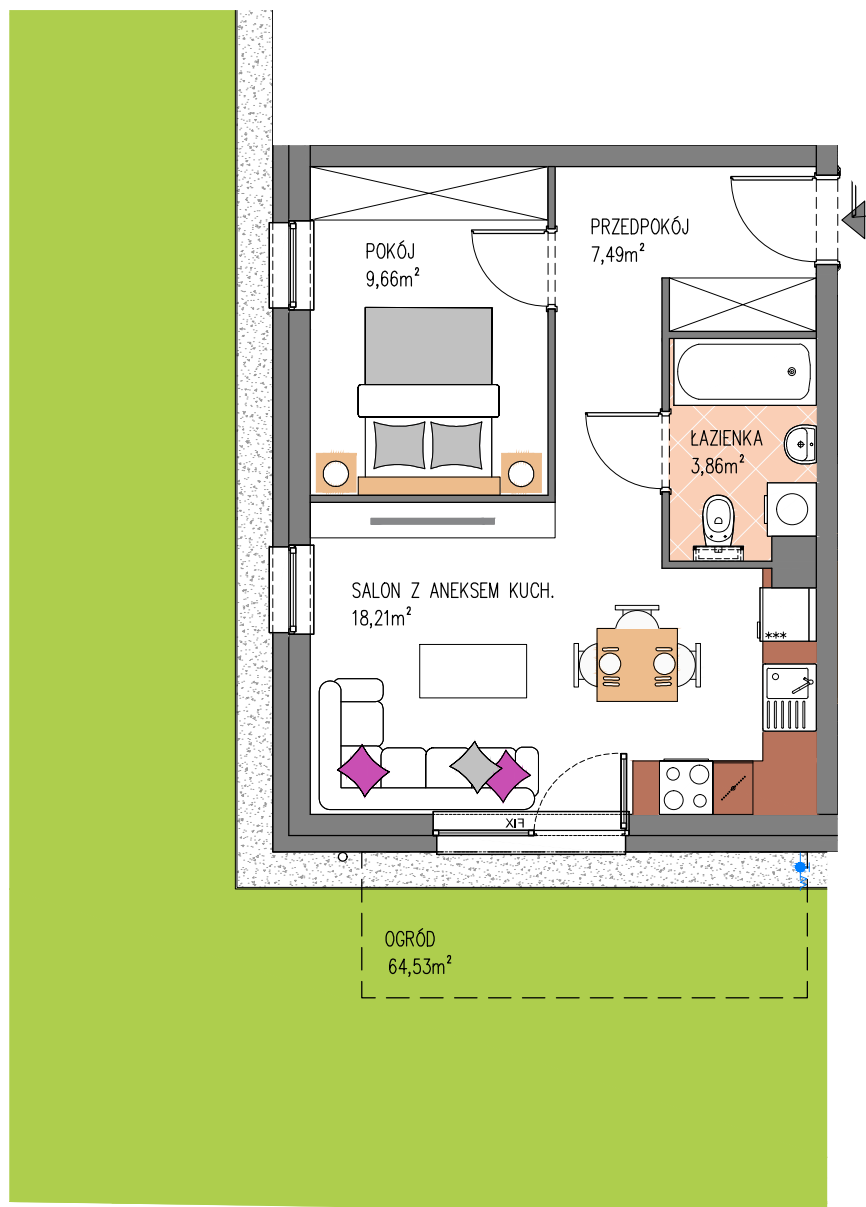 PRZEDPOKÓJ
7,49m²
POKÓJ
9,66m²
ŁAZIENKA
3,86m²
SALON Z ANEKSEM KUCH.
18,21m²
***
FIX
OGRÓD
64,53m²